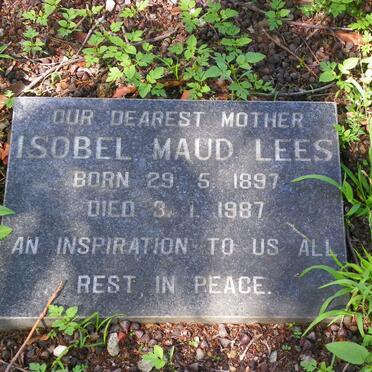 OUR DEAREST MOTHER
ISOBEL MAUD LEES
BORN 29. 5. 1897
DIED 3. 1. 1987
AN INSPIRATION TO US ALL
REST IN PEACE.